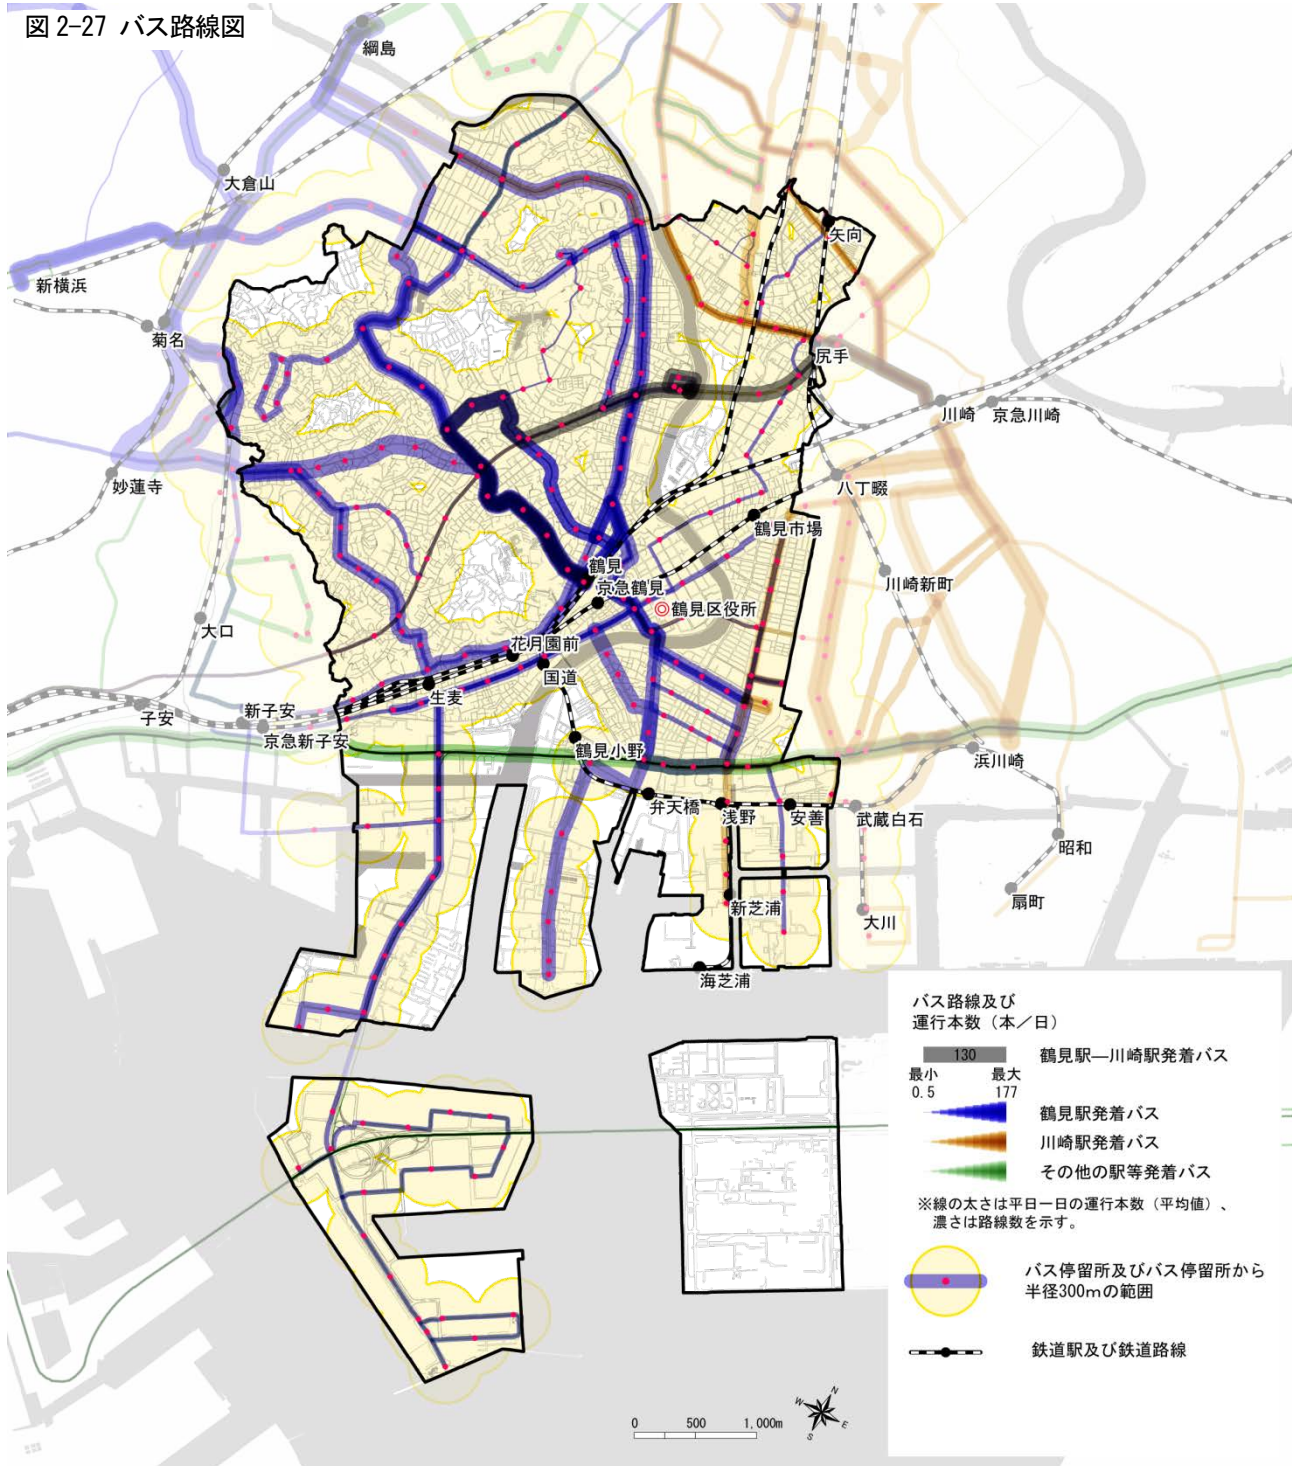 図2-27 バス路線図
綱島
大倉山
矢向
新横浜
菊名
尻手
川崎
京急川崎
妙蓮寺
八丁畷
鶴見市場
鶴見
京急鶴見
川崎新町
鶴見区役所
大口
花月園前
国道
生麦
子安
新子安
京急新子安
鶴見小野
浜川崎
弁天橋
浅野
安善
武蔵白石
昭和
扇町
新芝浦
大川
海芝浦
バス路線及び
運行本数（本／日）
130
鶴見駅―川崎駅発着バス
最小 最大
0.5 177
鶴見駅発着バス
川崎駅発着バス
その他の駅等発着バス
※線の太さは平日一日の運行本数（平均値）、
濃さは路線数を示す。
バス停留所及びバス停留所から
半径300mの範囲
鉄道駅及び鉄道路線
N
W
E
S
0 500 1,000m